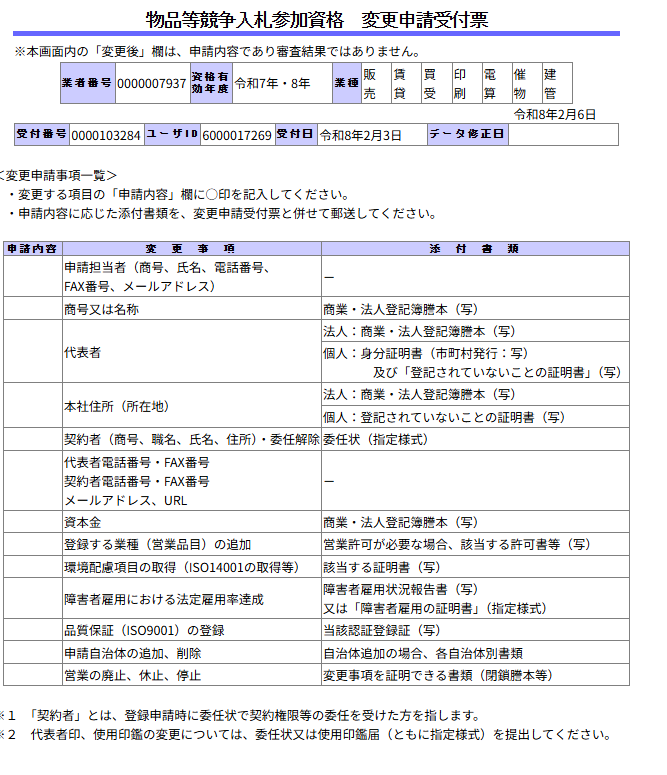 物品等競争入札参加資格　変更申請受付票
※本画面内の「変更後」欄は、申請内容であり審査結果ではありません。
業者番号 0000007937 資格有効年度 令和7年・8年 業種 販売 賃貸 買受 印刷 電算 催物 建管
令和8年2月6日
受付番号 0000103284 ユーザID 6000017269 受付日 令和8年2月3日 データ修正日
＜変更申請事項一覧＞
・変更する項目の「申請内容」欄に○印を記入してください。
・申請内容に応じた添付書類を、変更申請受付票と併せて郵送してください。
申請内容 変　更　事　項 添　付　書　類
申請担当者（商号、氏名、電話番号、
FAX番号、メールアドレス） ―
商号又は名称 商業・法人登記簿謄本（写）
代表者 法人：商業・法人登記簿謄本（写）
個人：身分証明書（市町村発行：写）
及び「登記されていないことの証明書」（写）
本社住所（所在地） 法人：商業・法人登記簿謄本（写）
個人：登記されていないことの証明書（写）
契約者（商号、職名、氏名、住所）・委任解除 委任状（指定様式）
代表者電話番号・FAX番号
契約者電話番号・FAX番号 ―
メールアドレス、URL
資本金 商業・法人登記簿謄本（写）
登録する業種（営業品目）の追加 営業許可が必要な場合、該当する許可書等（写）
環境配慮項目の取得（ISO14001の取得等） 該当する証明書（写）
障害者雇用における法定雇用率達成 障害者雇用状況報告書（写）
又は「障害者雇用の証明書」（指定様式）
品質保証（ISO9001）の登録 当該認証登録証（写）
申請自治体の追加、削除 自治体追加の場合、各自治体別書類
営業の廃止、休止、停止 変更事項を証明できる書類（閉鎖謄本等）
※１　「契約者」とは、登録申請時に委任状で契約権限等の委任を受けた方を指します。
※２　代表者印、使用印鑑の変更については、委任状又は使用印鑑届（ともに指定様式）を提出してください。